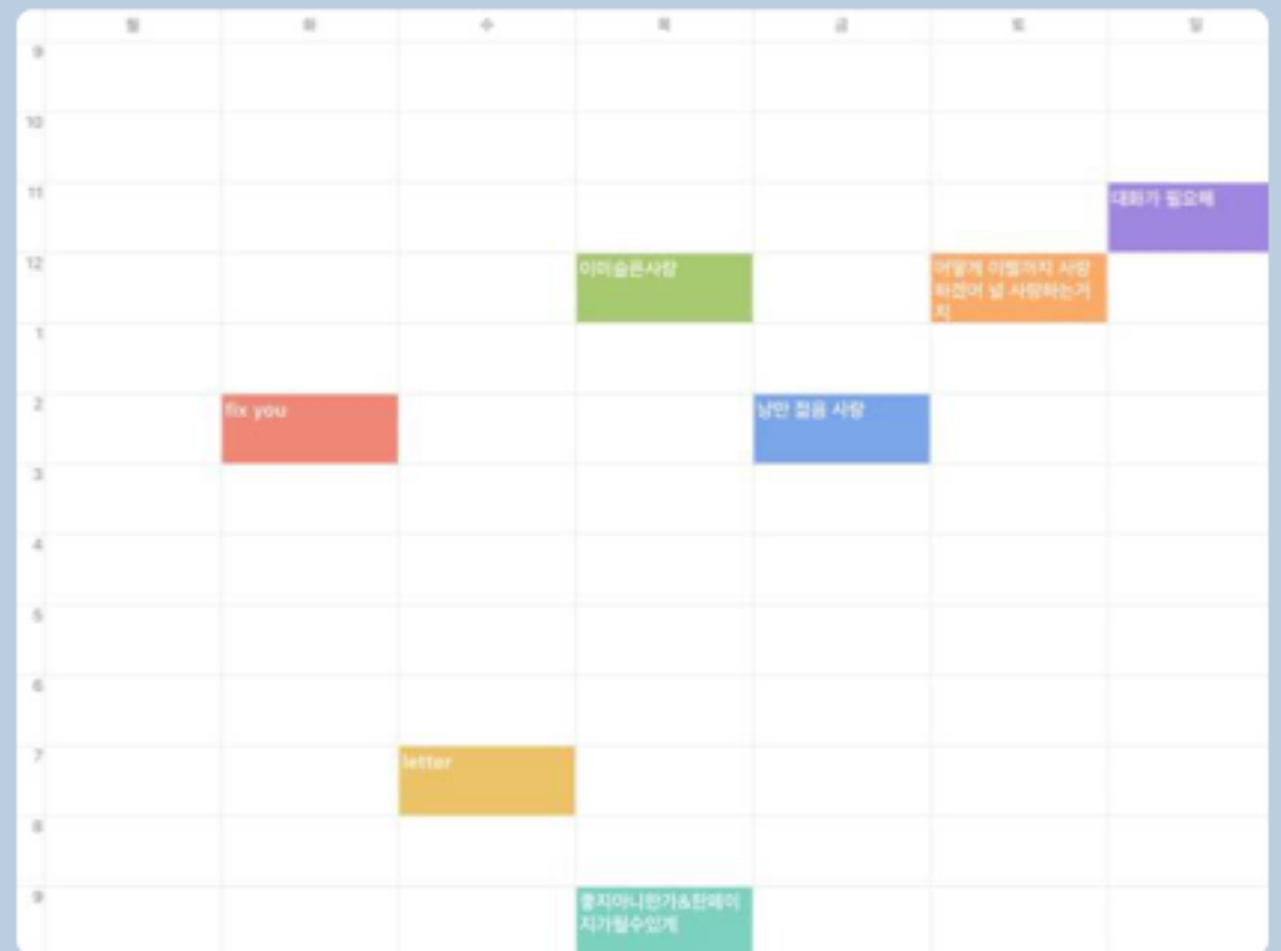 월 화 수 목 금 토 일
9
10
11
대화가 필요해
12
이미슬픈사랑
어떻게 이별까지 사랑
하겠어 널 사랑하는거
지
1
2
fix you
낭만 젊음 사랑
3
4
5
6
7
letter
8
9
좋지아니한가&한페이
지가될수있게